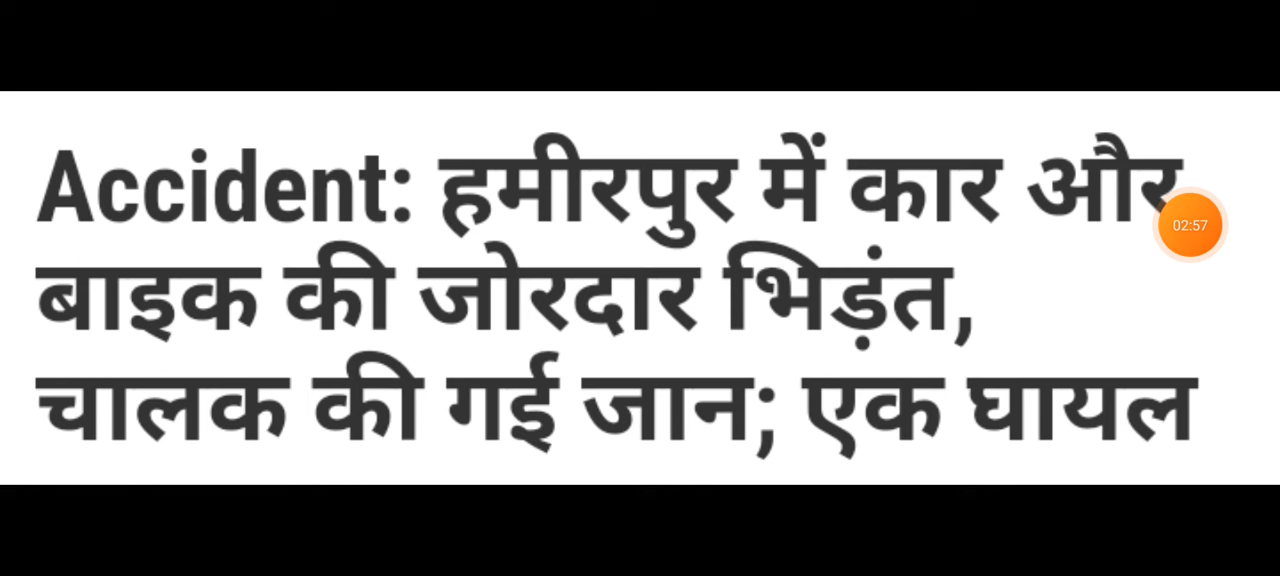 Accident: हमीरपुर में कार और
02:57
बाइक की जोरदार भिड़ंत,
चालक की गई जान; एक घायल